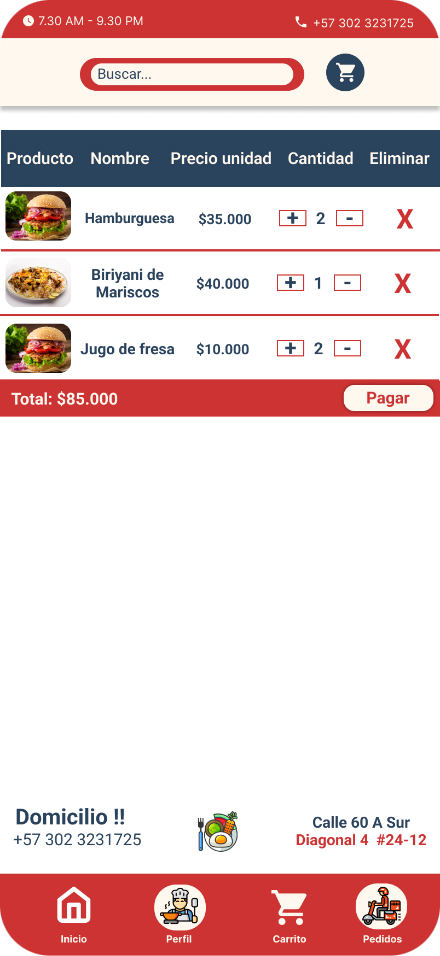 7.30 AM - 9.30 PM
+57 302 3231725
Buscar...
Producto Nombre Precio unidad Cantidad Eliminar
Hamburguesa $35.000 + 2 - X
Biriyani de
Mariscos
$40.000 + 1 - X
Jugo de fresa $10.000 + 2 - X
Total: $85.000 Pagar
Domicilio !!
+57 302 3231725
Calle 60 A Sur
Diagonal 4 #24-12
Inicio Perfil Carrito Pedidos